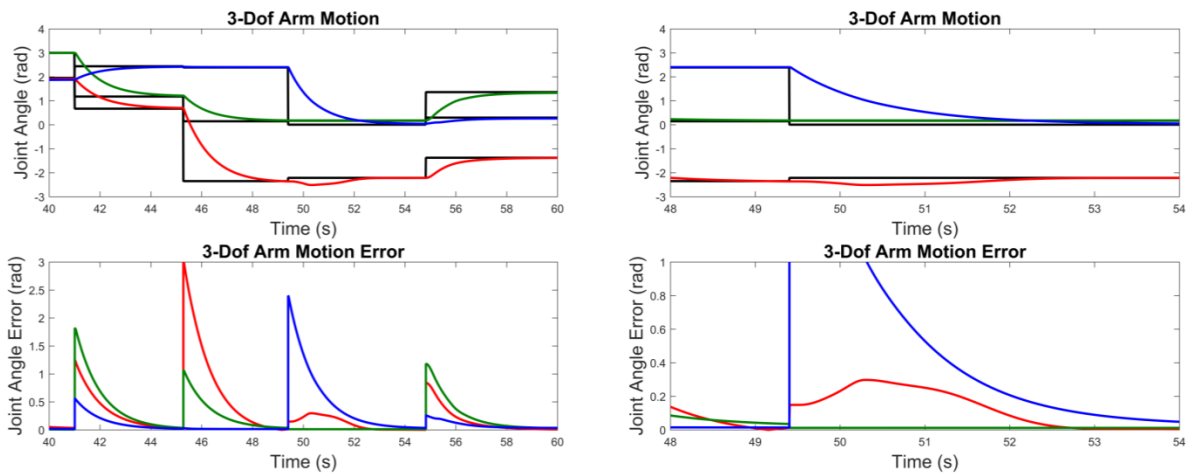 3-Dof Arm Motion
Joint Angle (rad)
4
3
2
1
0
-1
-2
-3
40 42 44 46 48 50 52 54 56 58 60
Time (s)
3-Dof Arm Motion
Joint Angle (rad)
4
3
2
1
0
-1
-2
-3
48 49 50 51 52 53 54
Time (s)
3-Dof Arm Motion Error
Joint Angle Error (rad)
3
2.5
2
1.5
1
0.5
0
40 42 44 46 48 50 52 54 56 58 60
Time (s)
3-Dof Arm Motion Error
Joint Angle Error (rad)
1
0.8
0.6
0.4
0.2
0
48 49 50 51 52 53 54
Time (s)